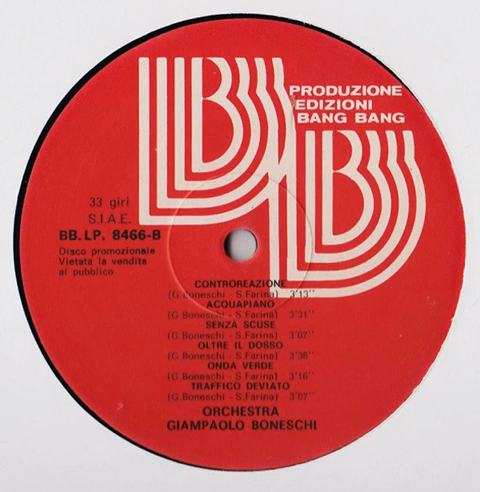 BB
PRODUZIONE
EDIZIONI
BANG BANG
33 giri
S.I.A.E.
BB. LP. 8466-B
Disco promozionale
Vietata la vendita
al pubblico
CONTROREAZIONE
(G.Boneschi - S.Farina) 3'13''
ACQUAPIANO
(G.Boneschi - S.Farina) 3'31''
SENZA SCUSE
(G.Boneschi - S.Farina) 3'07''
OLTRE IL DOSSO
(G.Boneschi - S.Farina) 3'38''
ONDA VERDE
(G.Boneschi - S.Farina) 3'16''
TRAFFICO DEVIATO
(G.Boneschi - S.Farina) 3'07''
ORCHESTRA
GIAMPAOLO BONESCHI